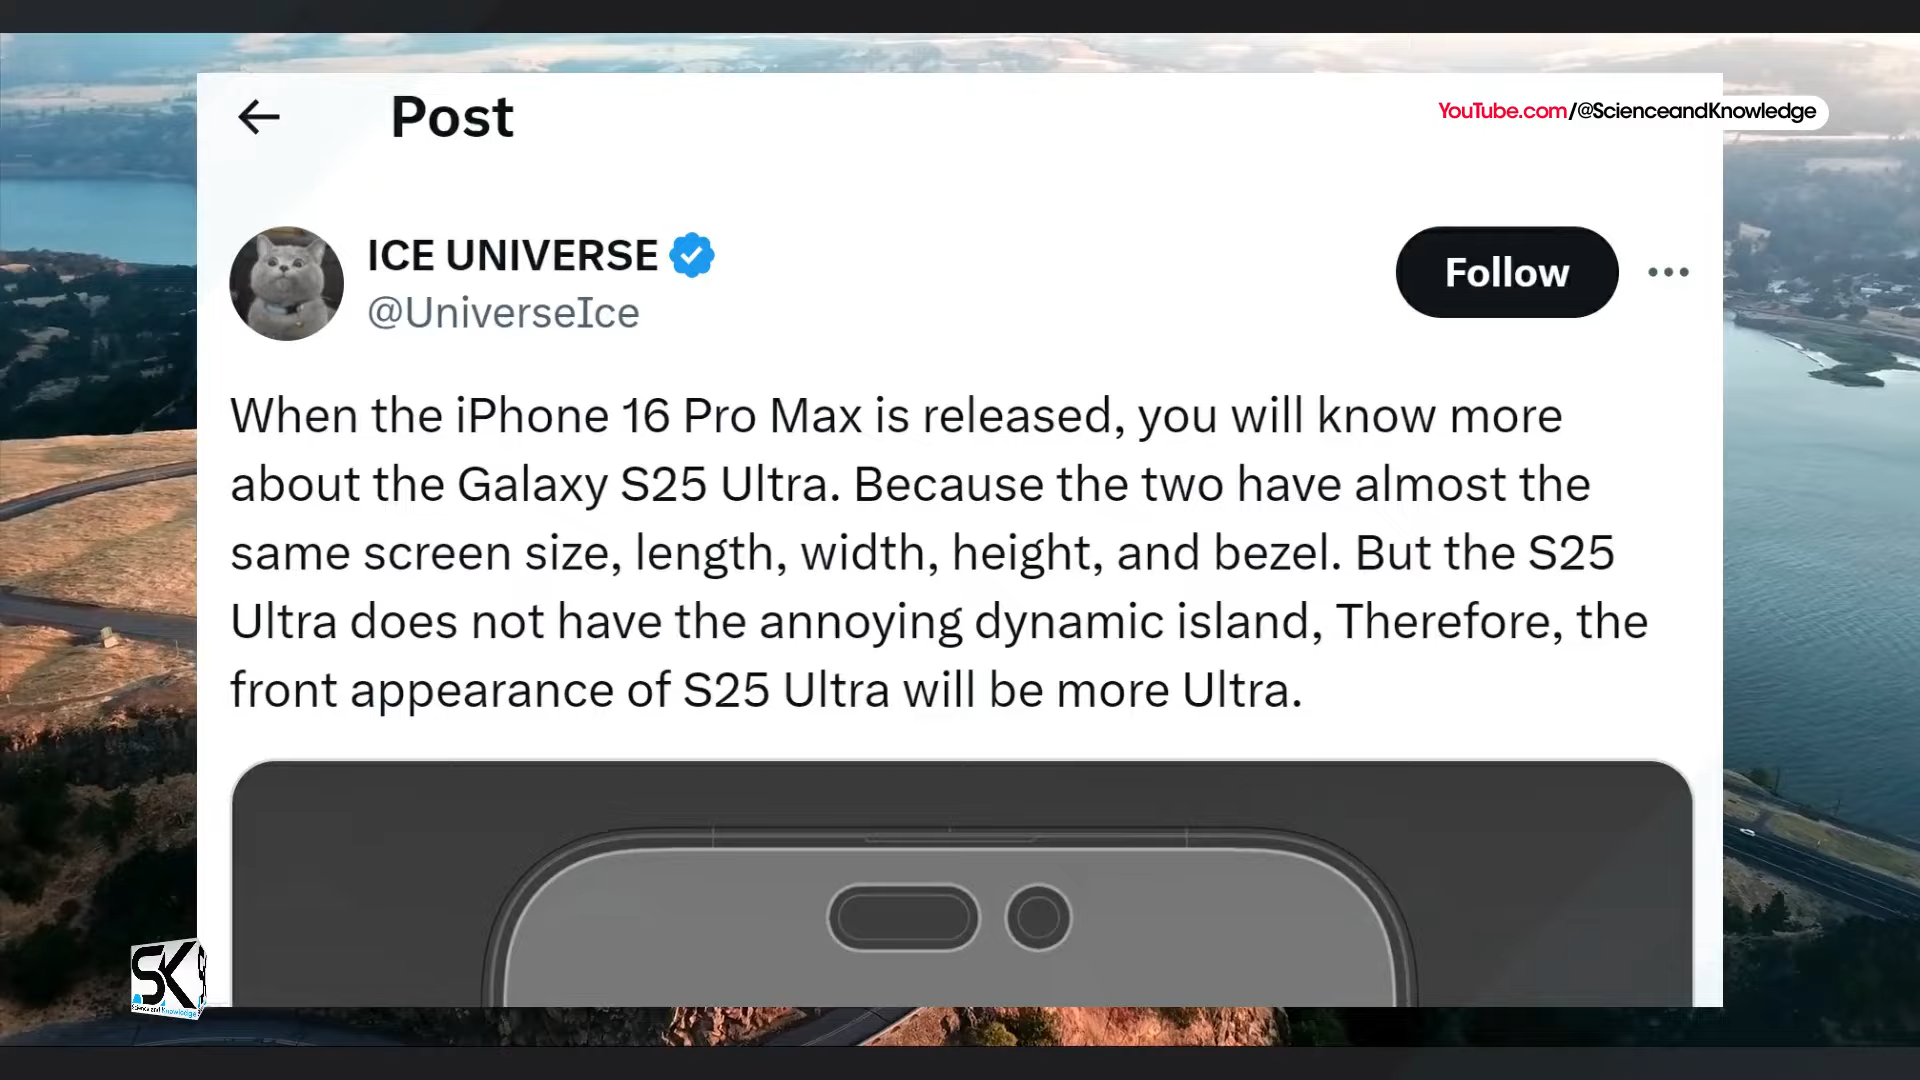 Post
YouTube.com/@ScienceandKnowledge
ICE UNIVERSE
@UniverseIce
Follow
When the iPhone 16 Pro Max is released, you will know more
about the Galaxy S25 Ultra. Because the two have almost the
same screen size, length, width, height, and bezel. But the S25
Ultra does not have the annoying dynamic island, Therefore, the
front appearance of S25 Ultra will be more Ultra.
SK
Science and Knowledge